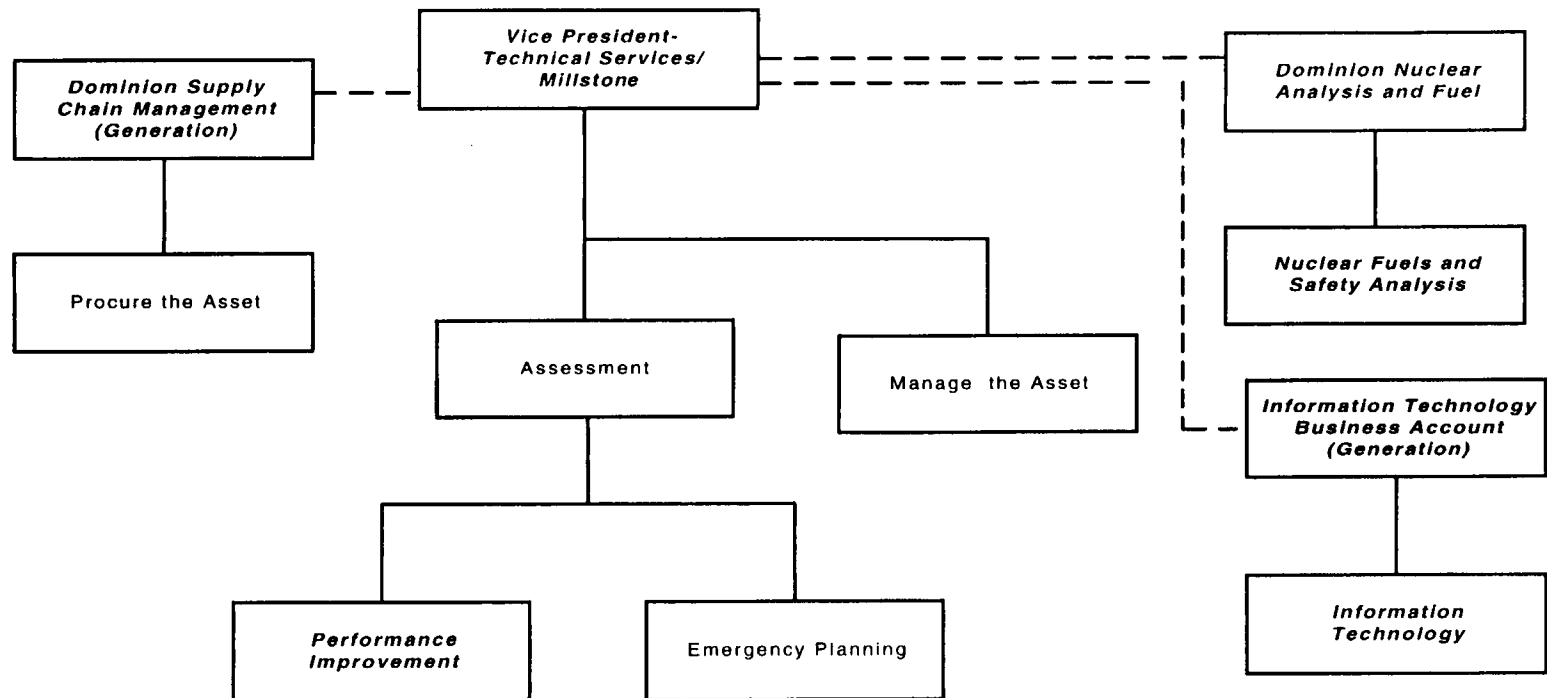 Vice President-
Technical Services/
Millstone
Dominion Supply
Chain Management
(Generation)
Dominion Nuclear
Analysis and Fuel
Procure the Asset
Nuclear Fuels and
Safety Analysis
Assessment
Manage the Asset
Information Technology
Business Account
(Generation)
Performance
Improvement
Emergency Planning
Information
Technology